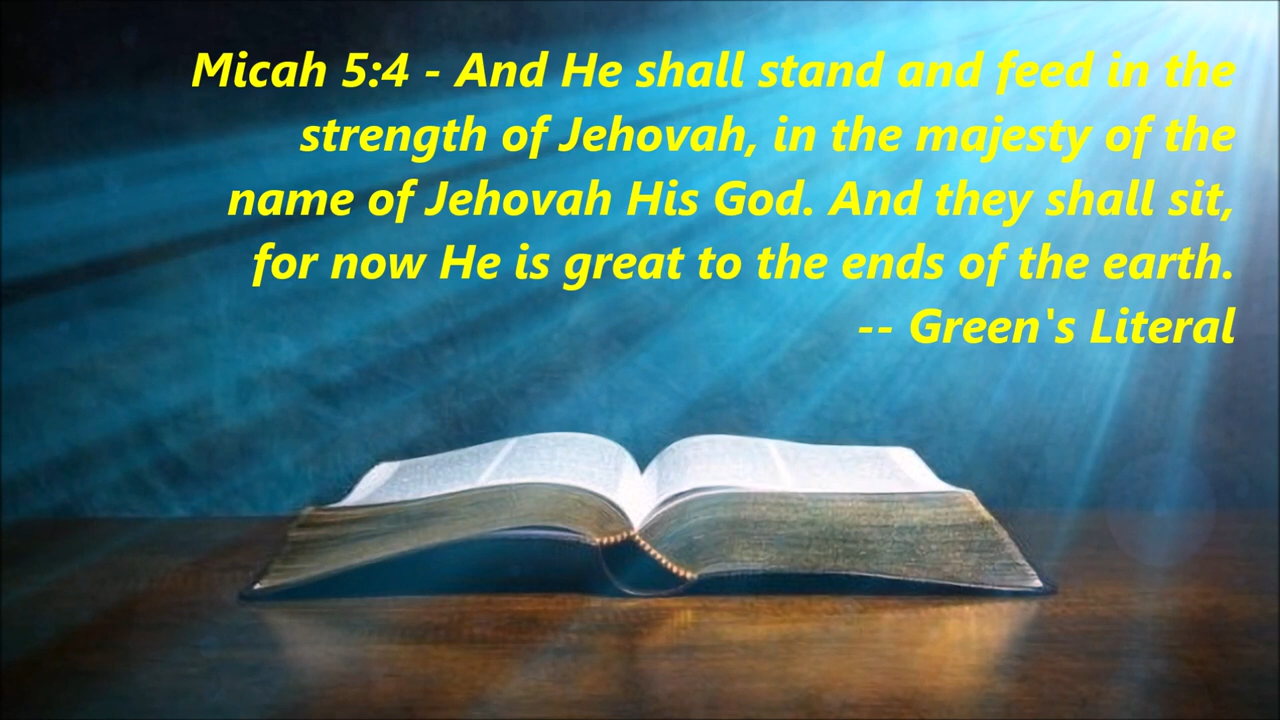 Micah 5:4 - And He shall stand and feed in the
strength of Jehovah, in the majesty of the
name of Jehovah His God. And they shall sit,
for now He is great to the ends of the earth.
-- Green's Literal